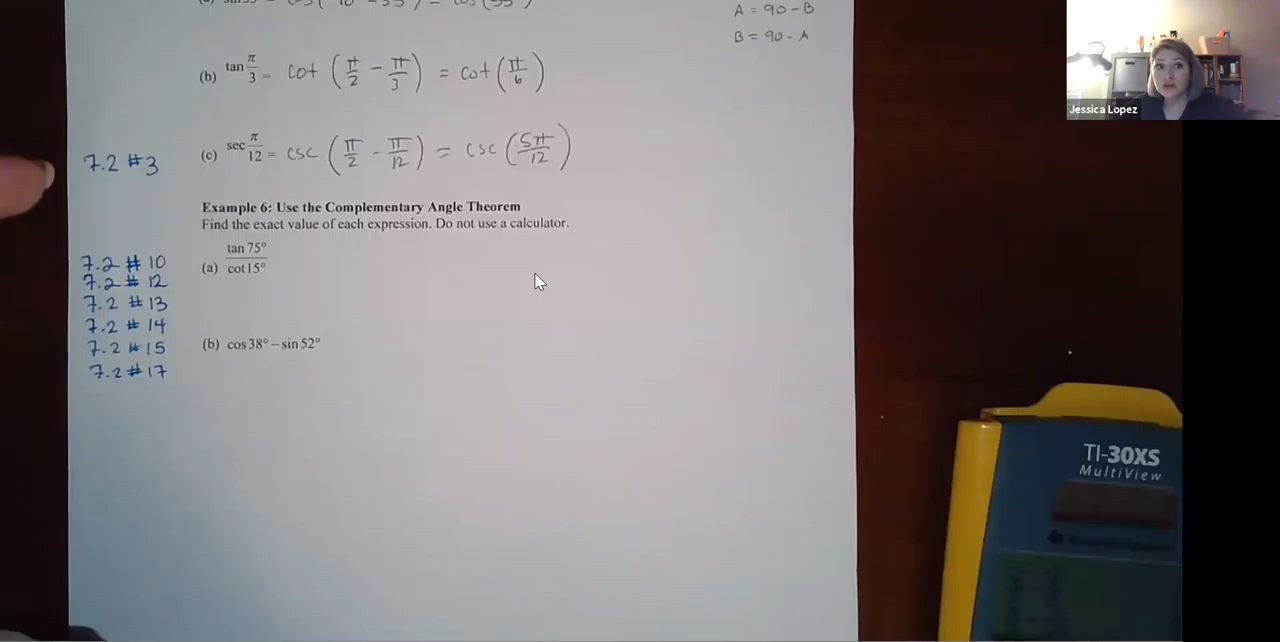 A = 90 - B
B = 90 - A
(b) tan π/3 = cot (π/2 - π/3) = cot (π/6)
Jessica Lopez
(c) sec π/12 = csc (π/2 - π/12) = csc (5π/12)
7.2 #3
Example 6: Use the Complementary Angle Theorem
Find the exact value of each expression. Do not use a calculator.
(a) tan 75° / cot 15°
7.2 # 10
7.2 # 12
7.2 # 13
7.2 # 14
(b) cos 38° – sin 52°
7.2 # 15
7.2 # 17
TI-30XS
MultiView